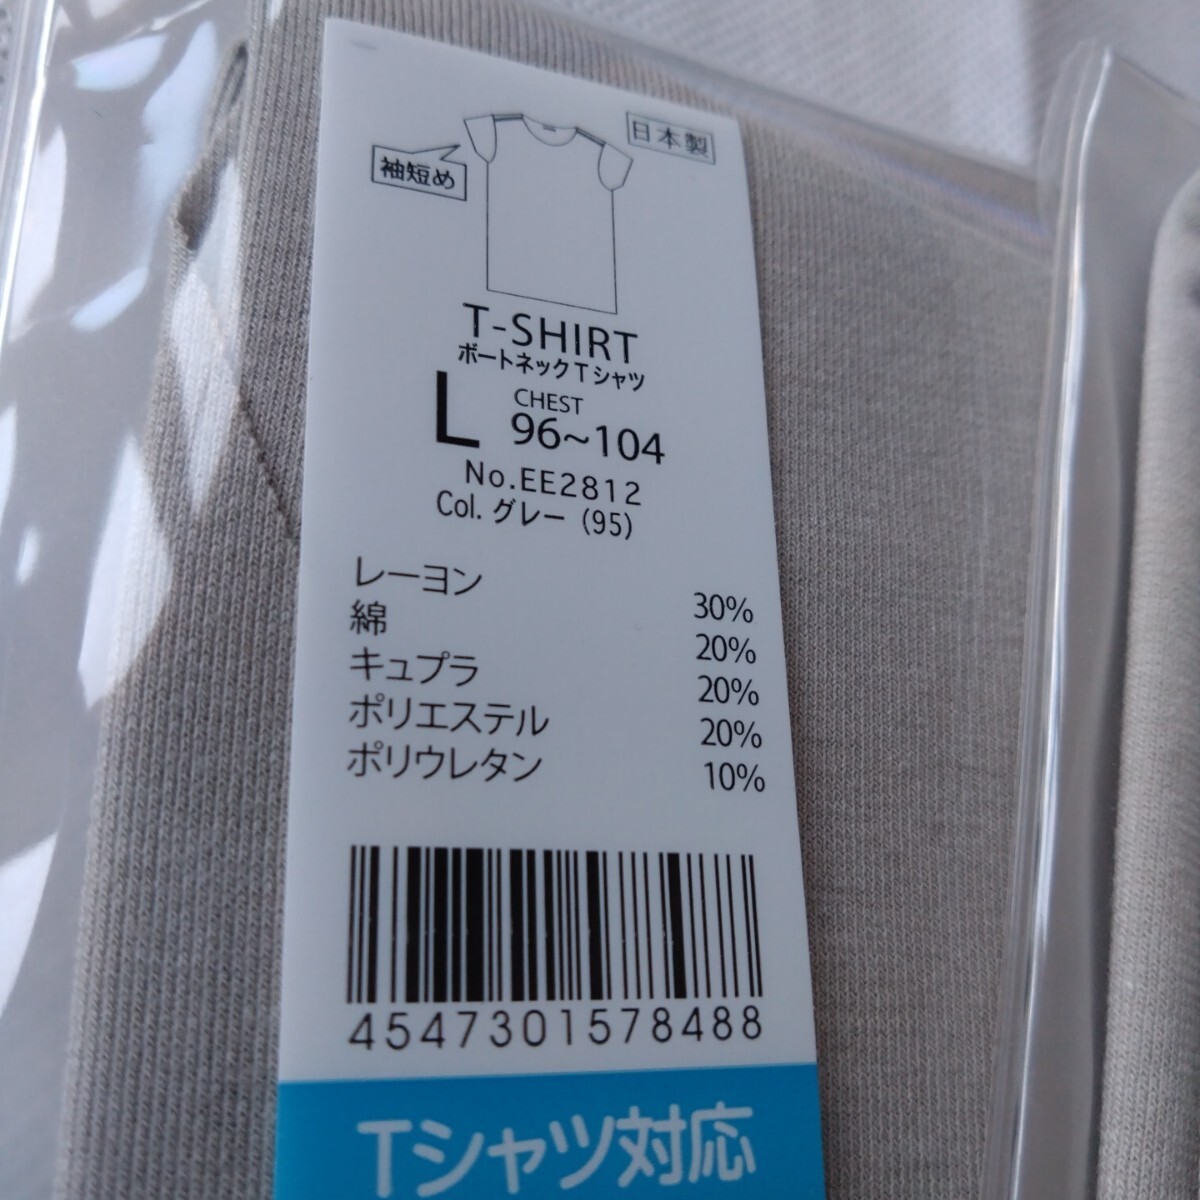 日本製
袖短め
T-SHIRT
ボートネックTシャツ
L CHEST 96~104
No.EE2812
Col. グレー (95)
レーヨン 30%
綿 20%
キュプラ 20%
ポリエステル 20%
ポリウレタン 10%
4547301578488
Tシャツ対応